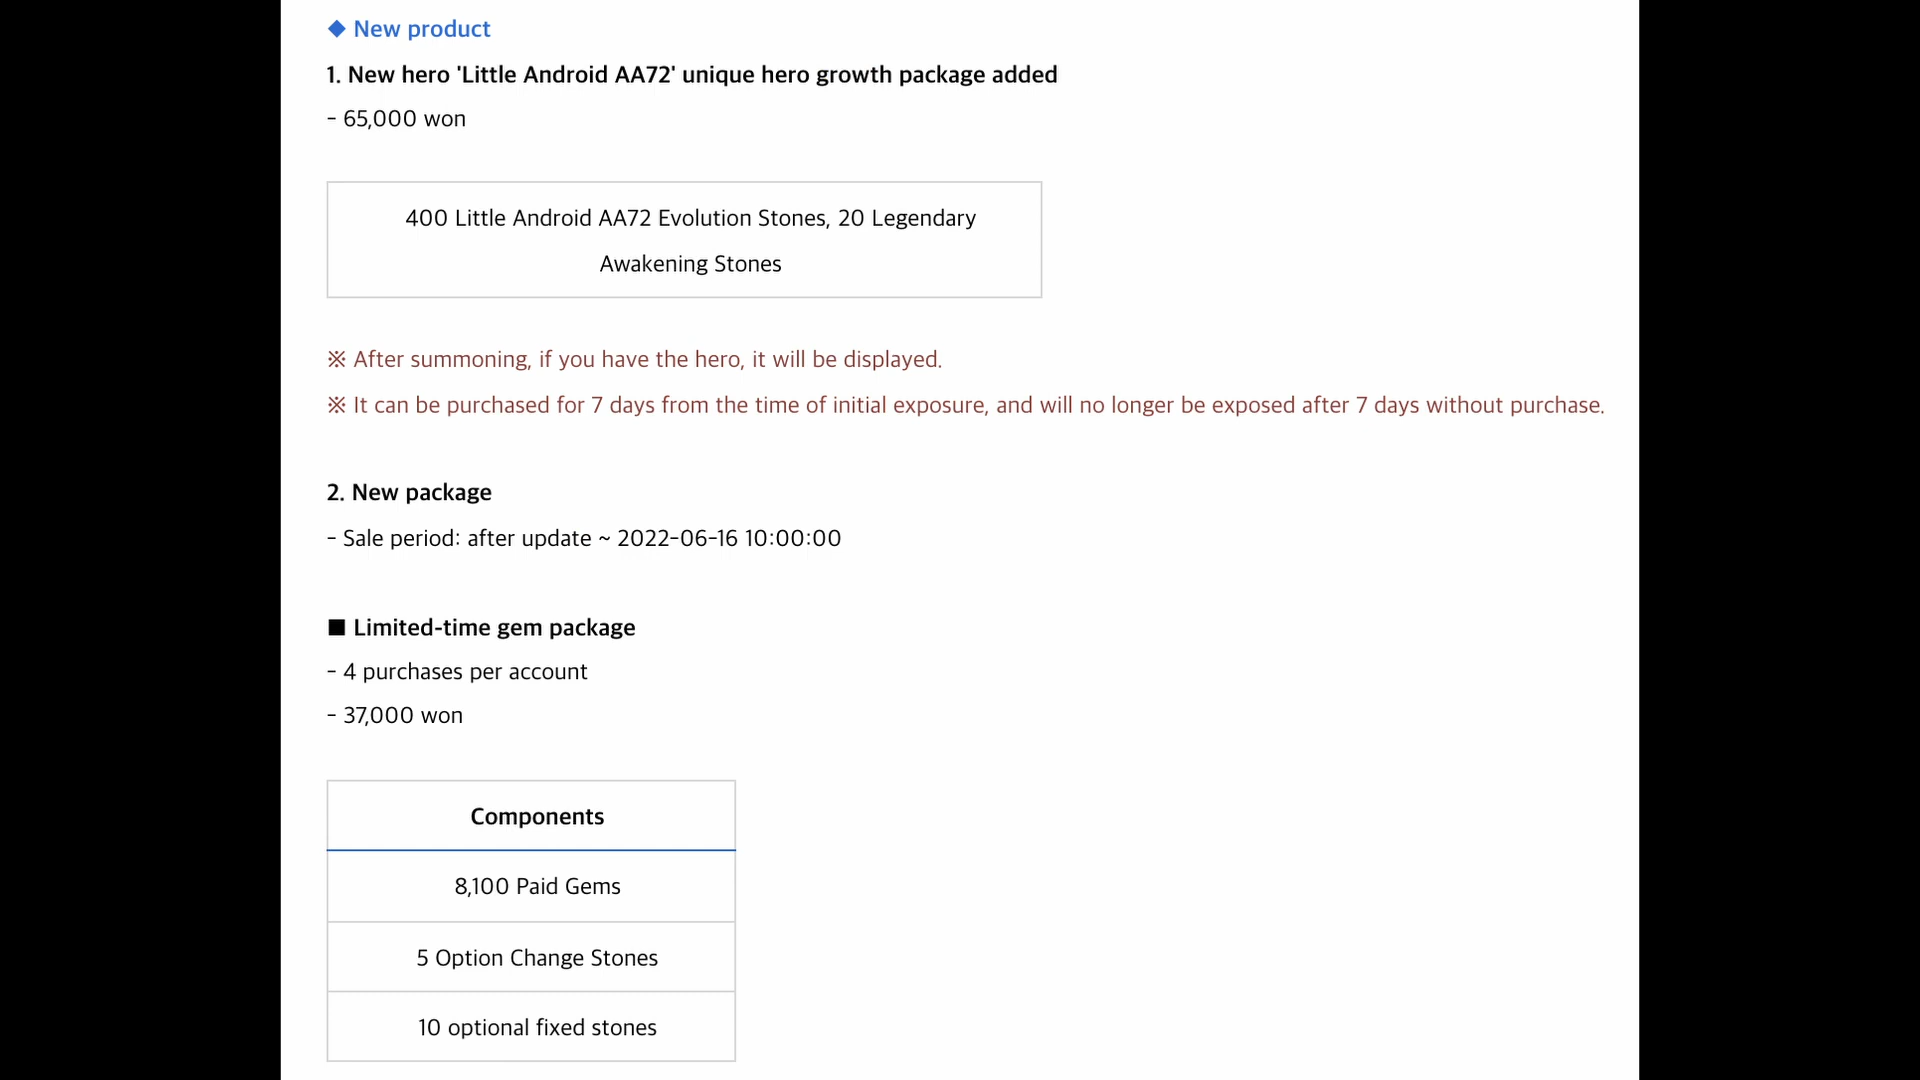 ◆ New product
1. New hero 'Little Android AA72' unique hero growth package added
- 65,000 won
400 Little Android AA72 Evolution Stones, 20 Legendary
Awakening Stones
※ After summoning, if you have the hero, it will be displayed.
※ It can be purchased for 7 days from the time of initial exposure, and will no longer be exposed after 7 days without purchase.
2. New package
- Sale period: after update ~ 2022-06-16 10:00:00
■ Limited-time gem package
- 4 purchases per account
- 37,000 won
Components
8,100 Paid Gems
5 Option Change Stones
10 optional fixed stones